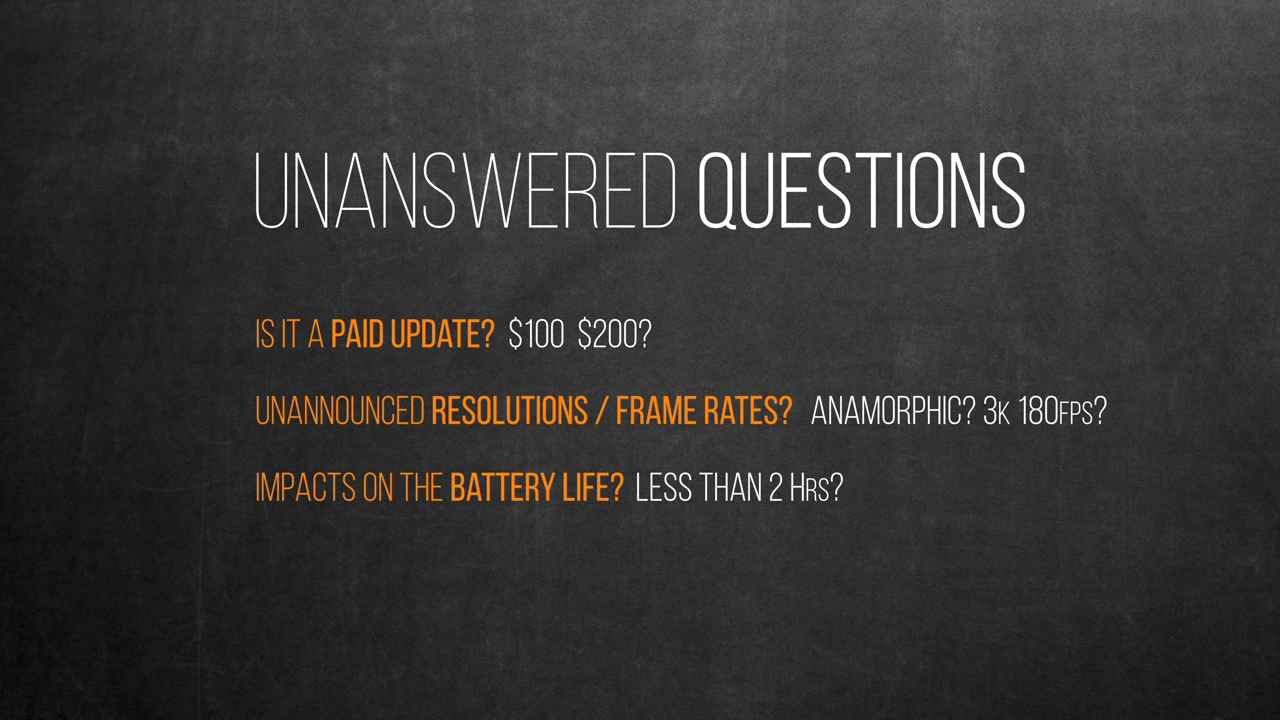 UNANSWERED QUESTIONS
IS IT A PAID UPDATE? $100 $200?
UNANNOUNCED RESOLUTIONS / FRAME RATES? ANAMORPHIC? 3K 180FPS?
IMPACTS ON THE BATTERY LIFE? LESS THAN 2 HRS?